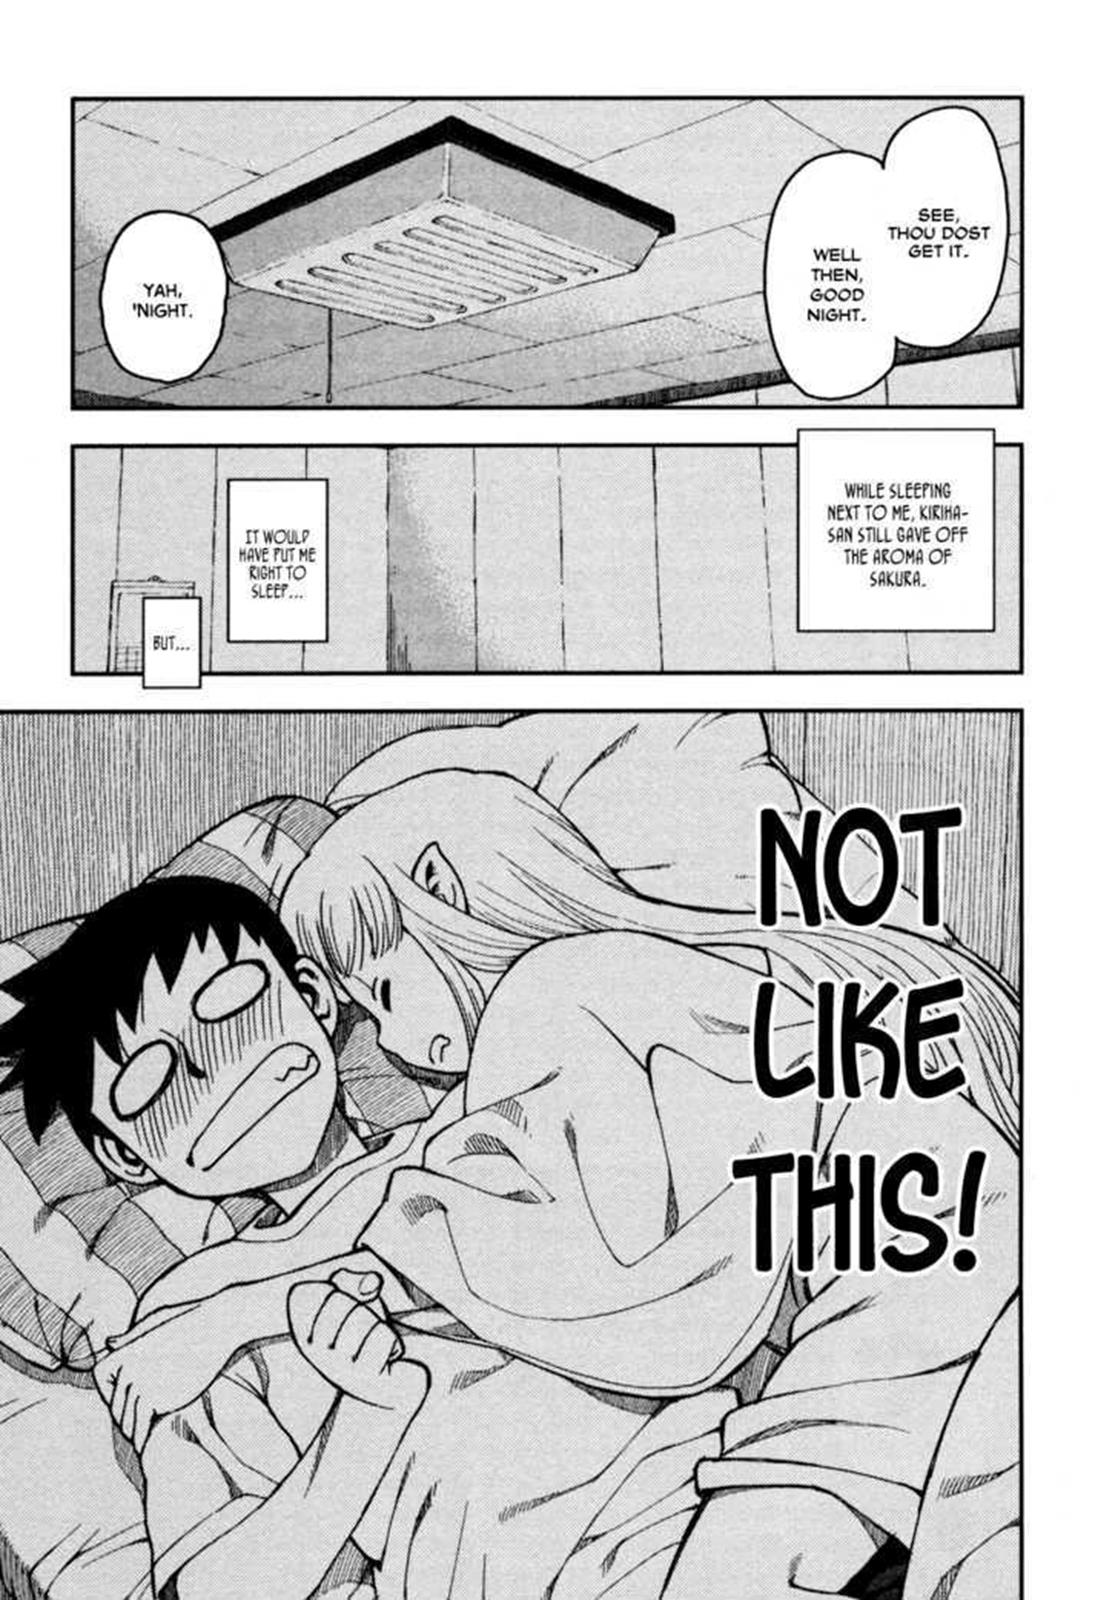 SEE,
THOU DOST
GET IT.
WELL
THEN,
GOOD
NIGHT.
YAH,
'NIGHT.
WHILE SLEEPING
NEXT TO ME, KIRIHA-
SAN STILL GAVE OFF
THE AROMA OF
SAKURA.
IT WOULD
HAVE PUT ME
RIGHT TO
SLEEP...
BUT...
NOT
LIKE
THIS!